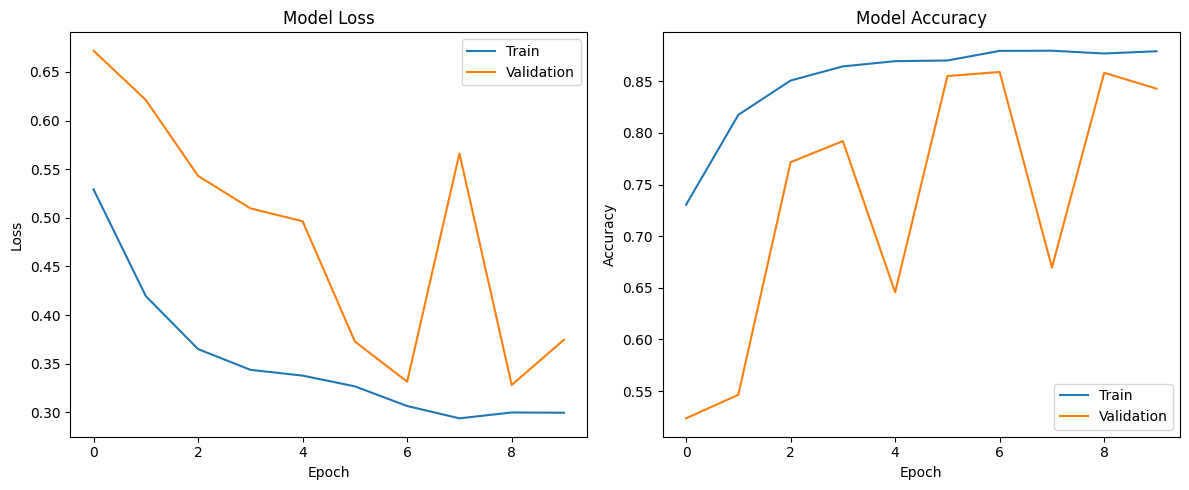 Model Loss
Train
Validation
0.65
0.60
0.55
0.50
0.45
0.40
0.35
0.30
Loss
0
2
4
6
8
Epoch
Model Accuracy
0.85
0.80
0.75
0.70
0.65
0.60
0.55
Accuracy
Train
Validation
0
2
4
6
8
Epoch